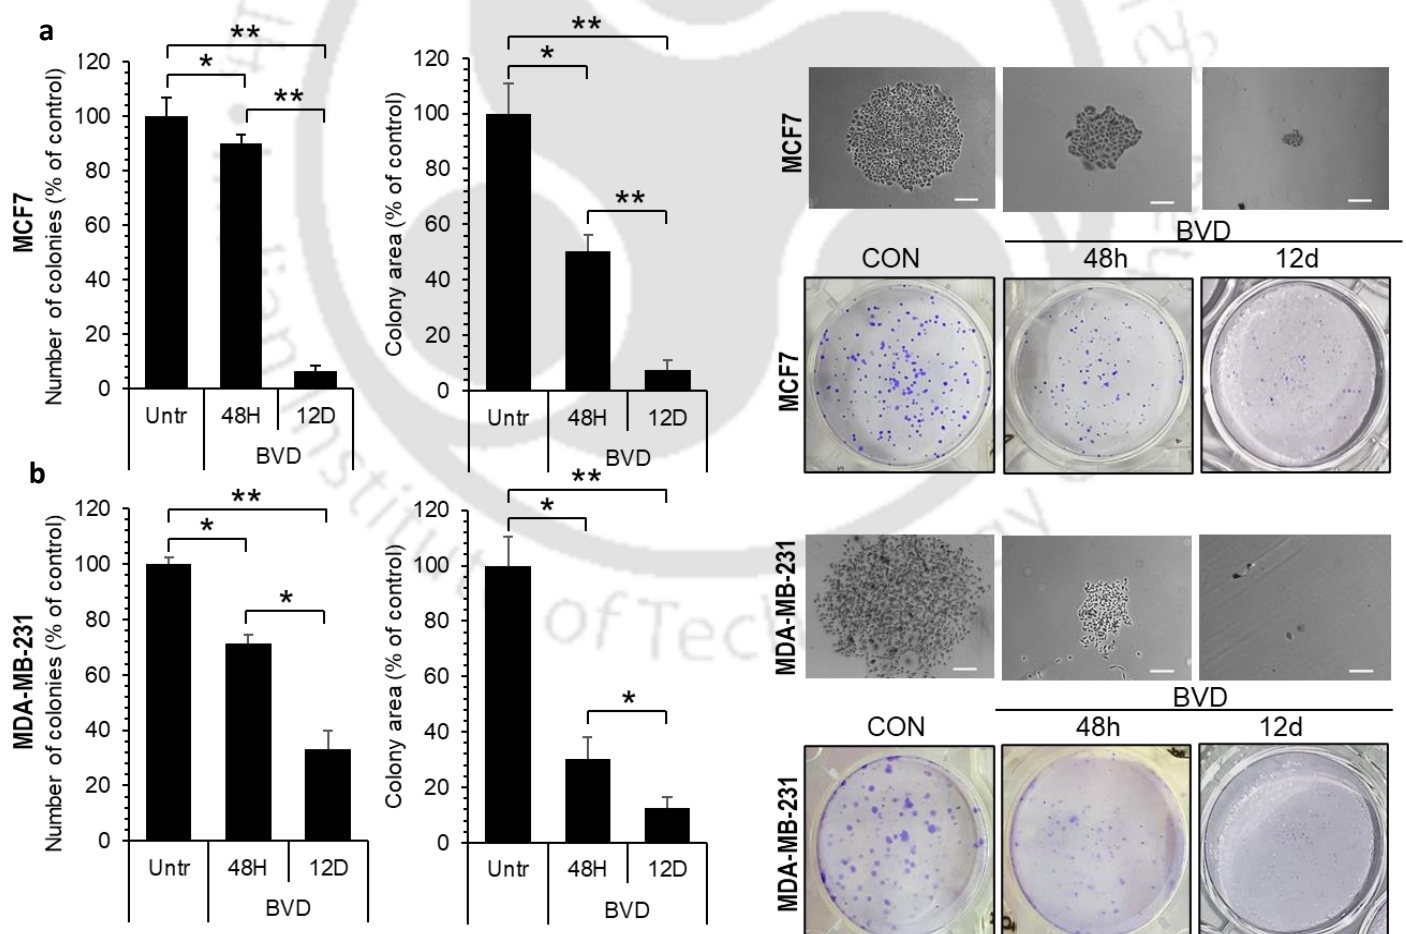 a
MCF7
Number of colonies (% of control)
120
100
80
60
40
20
0
**
*
**
Untr
48H
12D
BVD
Colony area (% of control)
120
100
80
60
40
20
0
**
*
**
Untr
48H
12D
BVD
MCF7
BVD
CON
48h
12d
MCF7
b
MDA-MB-231
Number of colonies (% of control)
120
100
80
60
40
20
0
**
*
*
Untr
48H
12D
BVD
Colony area (% of control)
120
100
80
60
40
20
0
**
*
*
Untr
48H
12D
BVD
MDA-MB-231
BVD
CON
48h
12d
MDA-MB-231
Institute of Tec